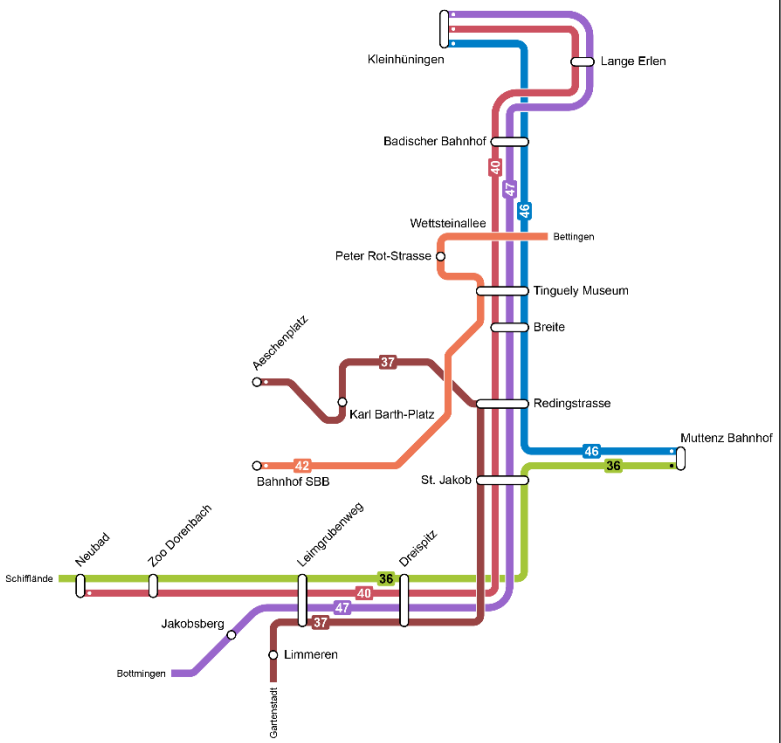 Kleinhüningen
Lange Erlen
Badischer Bahnhof
40
47
46
Wettsteinallee
Bettingen
Peter Rot-Strasse
Tinguely Museum
Breite
Aeschenplatz
37
Karl Barth-Platz
Redingstrasse
Muttenz Bahnhof
46
42
36
Bahnhof SBB
St. Jakob
Neubad
Zoo Dorenbach
Leimgrubenweg
Dreispitz
Schifflände
36
40
47
Jakobsberg
37
Limmeren
Bottmingen
Gartenstadt